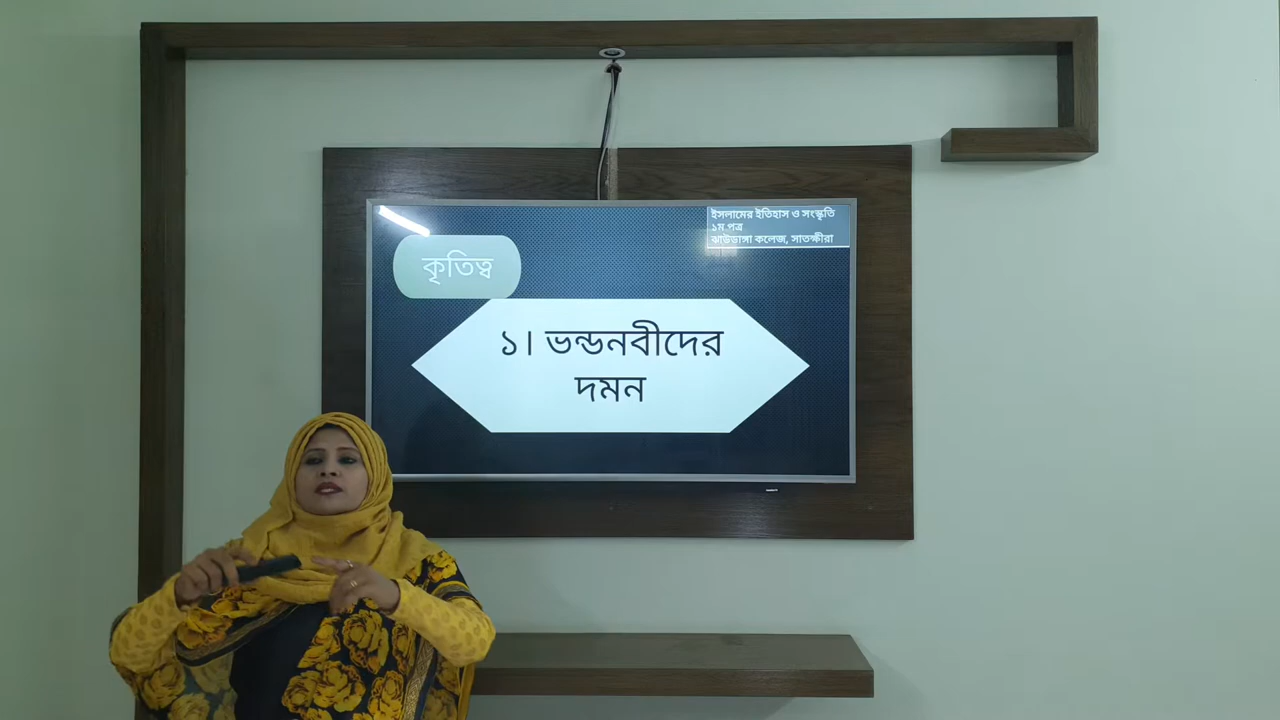 ইসলামের ইতিহাস ও সংস্কৃতি
১ম পত্র
ঝাউডাঙ্গা কলেজ, সাতক্ষীরা
কৃতিত্ব
১। ভন্ডনবীদের
দমন